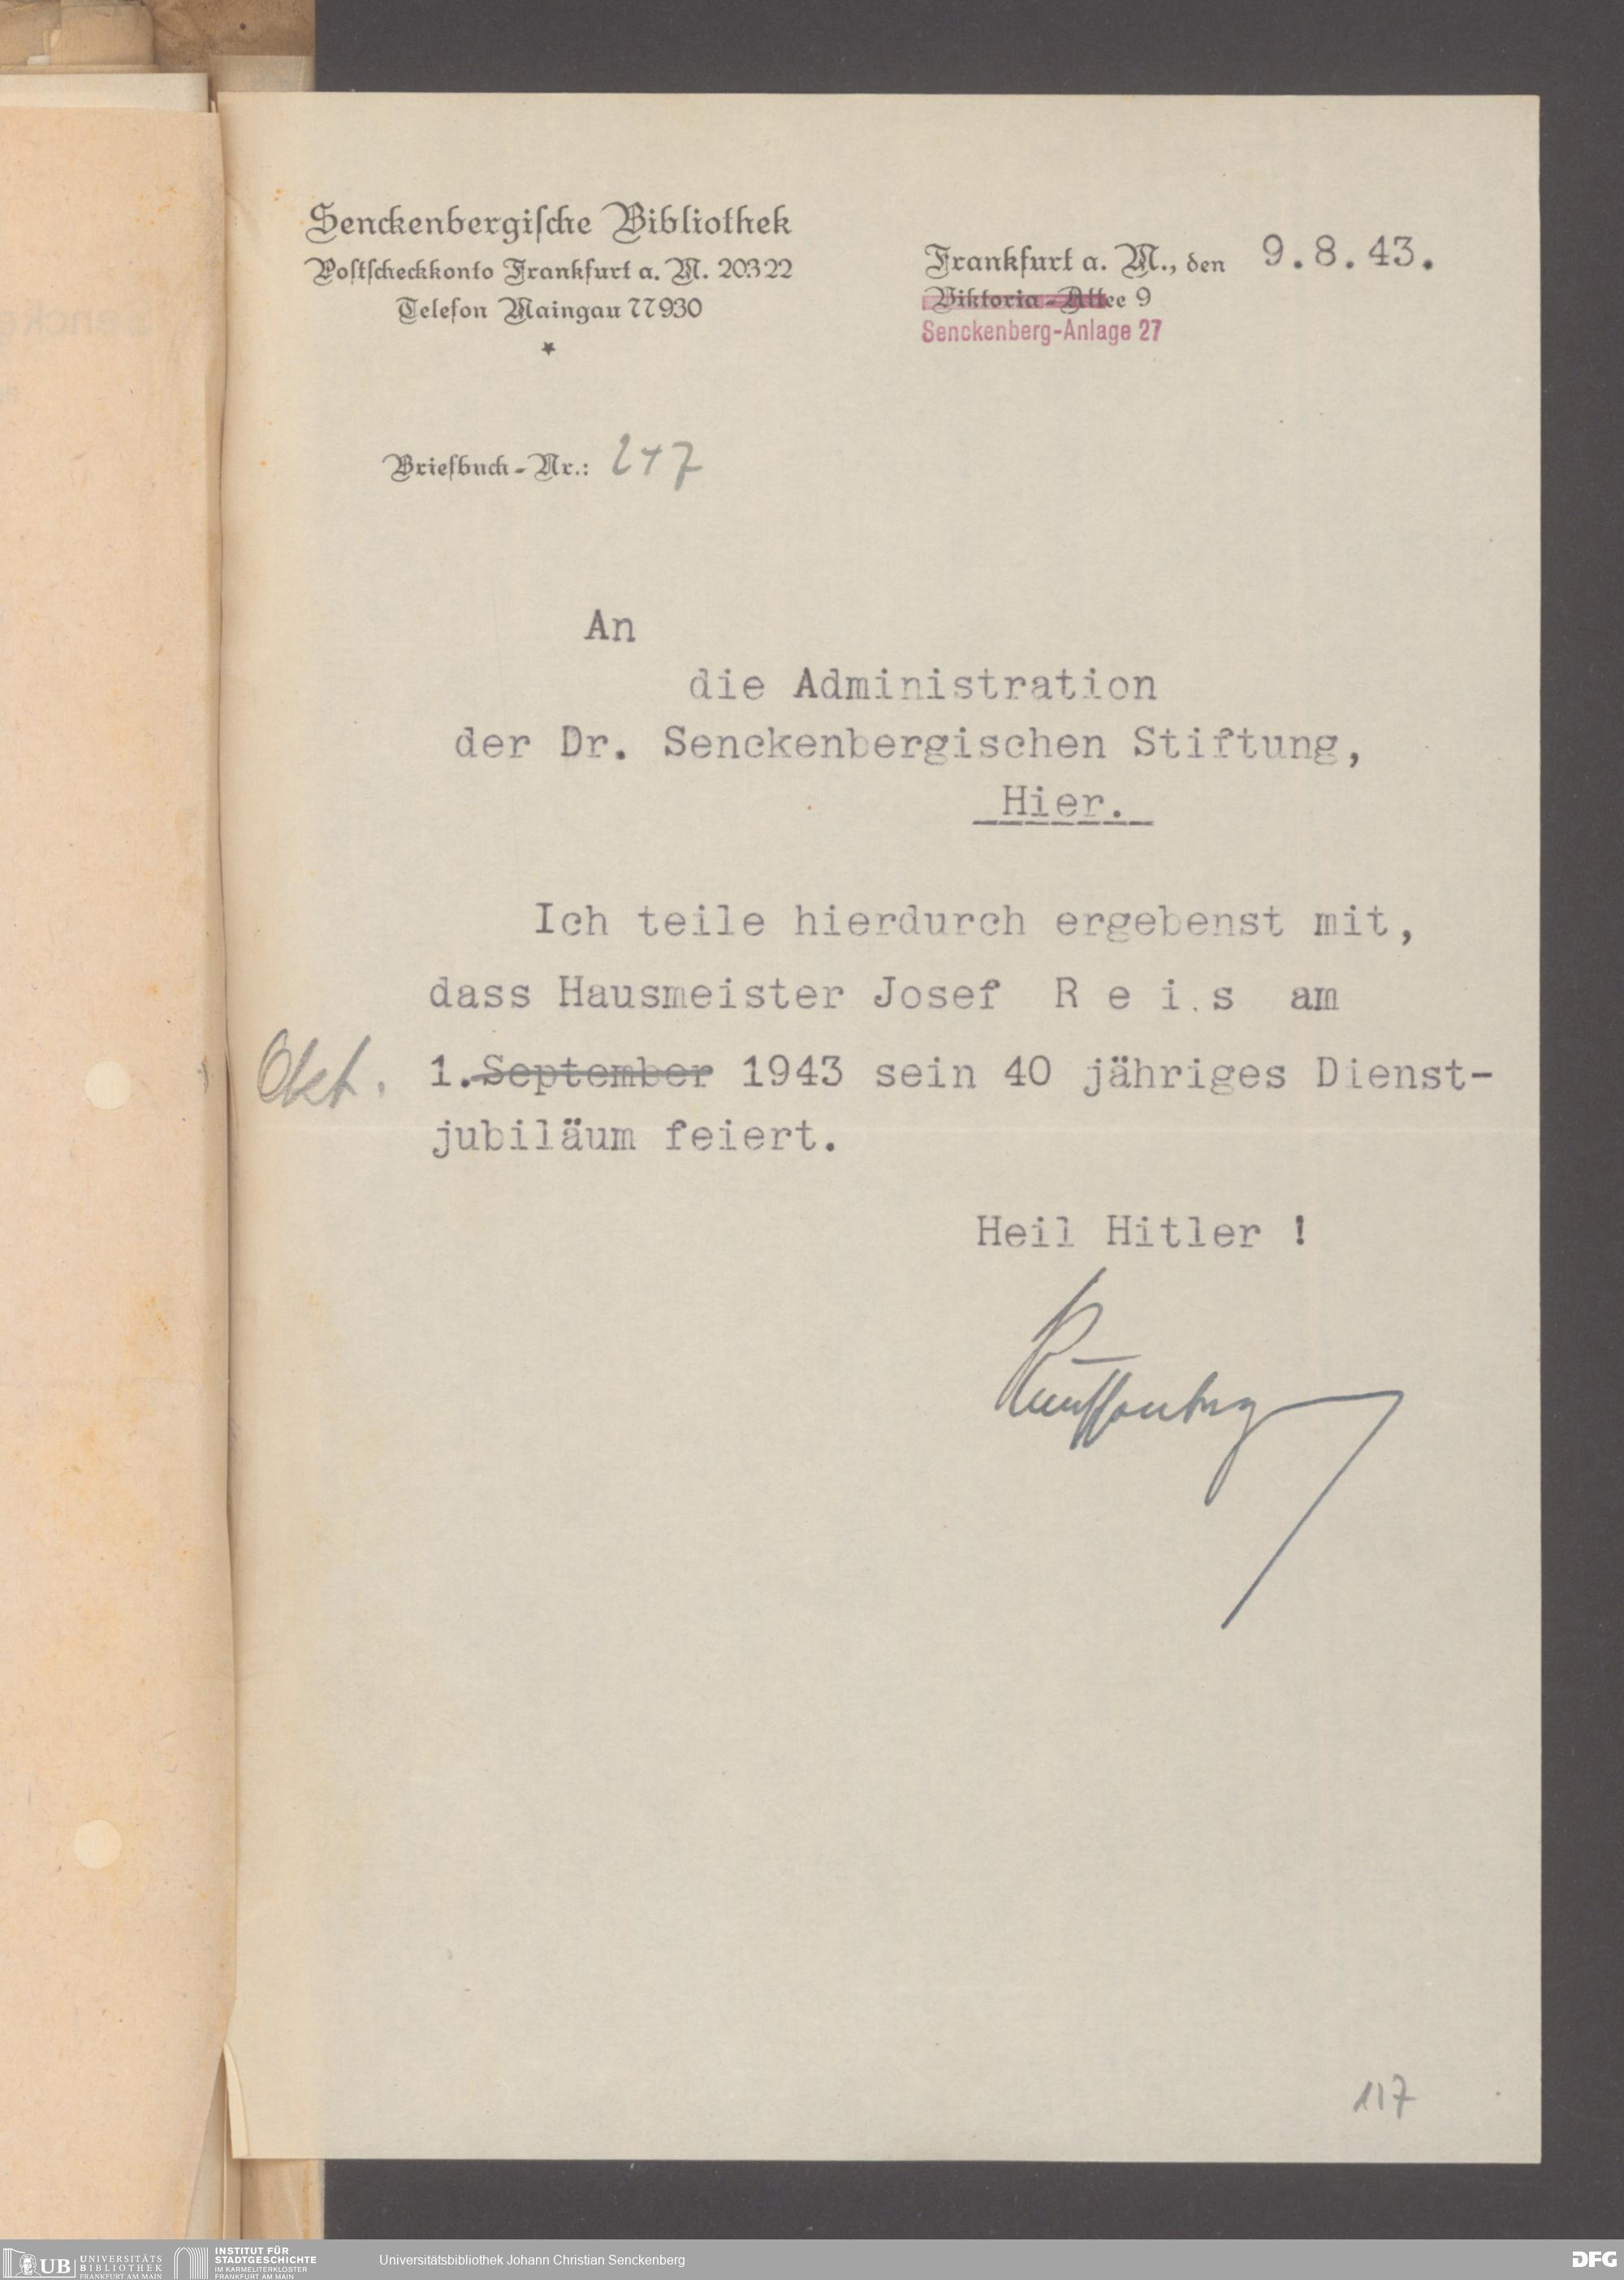 Senckenbergische Bibliothek
Postscheckkonto Frankfurt a. M. 20322
Telefon Maingau 77930
Frankfurt a. M., den 9.8.43.
Viktoria-Allee 9
Senckenberg-Anlage 27
Briefbuch-Nr.: 247
An
die Administration
der Dr. Senckenbergischen Stiftung,
Hier.
Ich teile hierdurch ergebenst mit,
dass Hausmeister Josef R e i s am
Okt. 1. September 1943 sein 40 jähriges Dienst-
jubiläum feiert.
Heil Hitler !
117
UB UNIVERSITÄTS
BIBLIOTHEK
FRANKFURT AM MAIN
INSTITUT FÜR
STADTGESCHICHTE
IM KARMELITERKLOSTER
FRANKFURT AM MAIN
Universitätsbibliothek Johann Christian Senckenberg
DFG